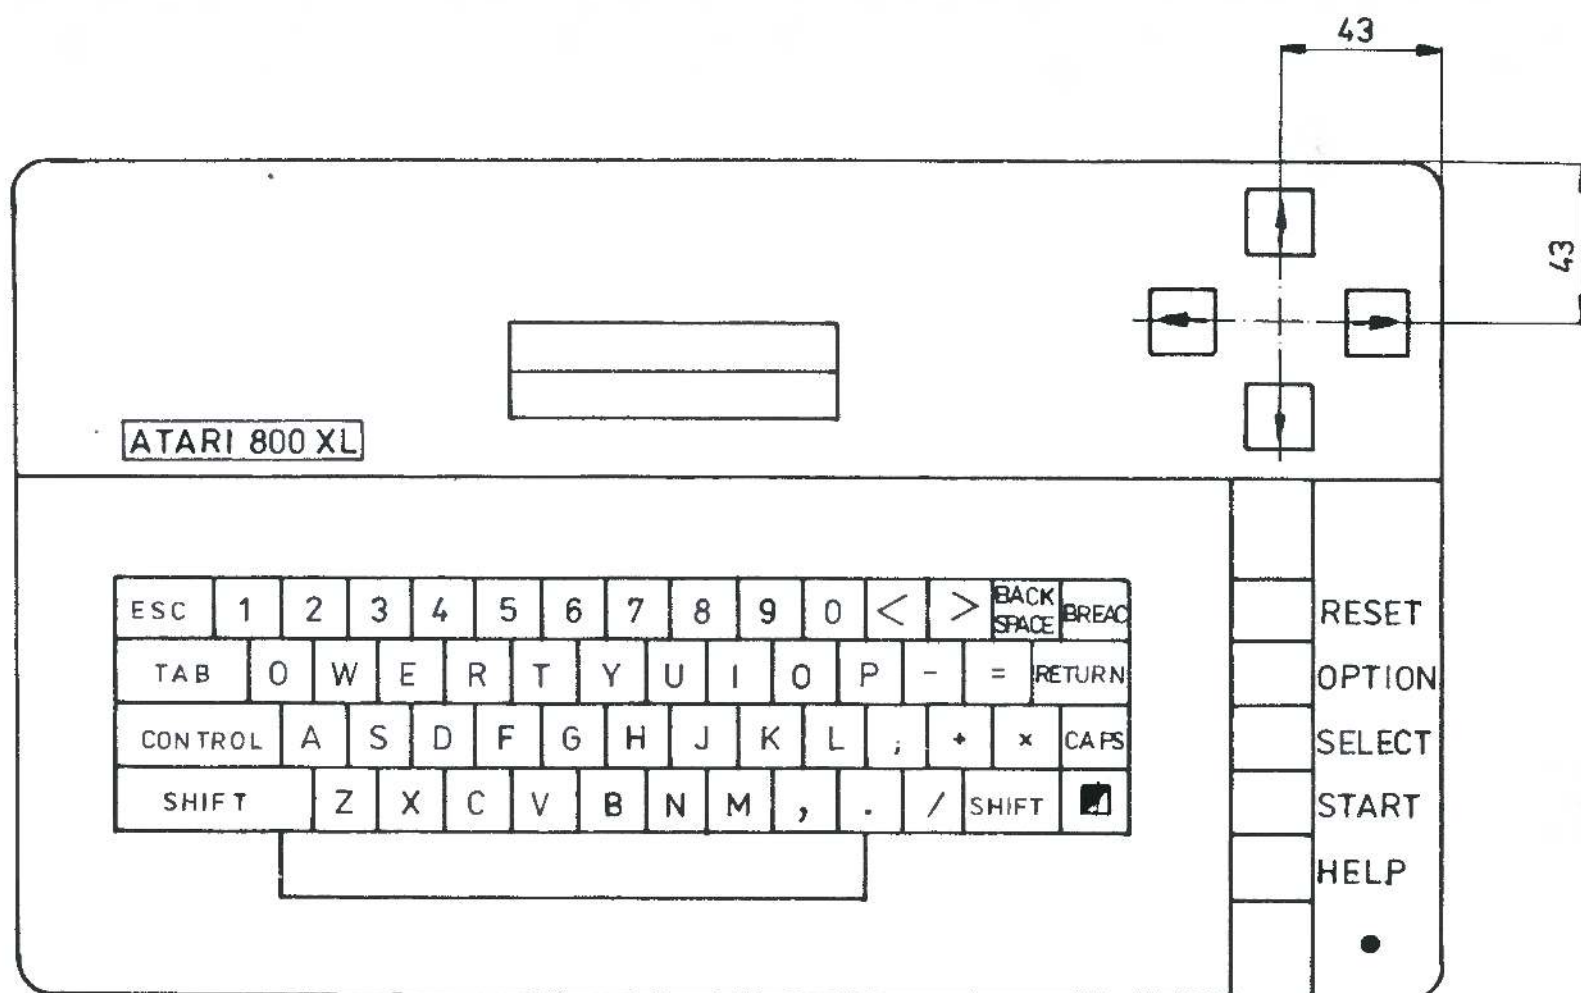 43
43
ATARI 800 XL
ESC 1 2 3 4 5 6 7 8 9 0 < > BACK SPACE BREAC
TAB O W E R T Y U I O P - = RETURN
CONTROL A S D F G H J K L ; + × CAPS
SHIFT Z X C V B N M , . / SHIFT
RESET
OPTION
SELECT
START
HELP